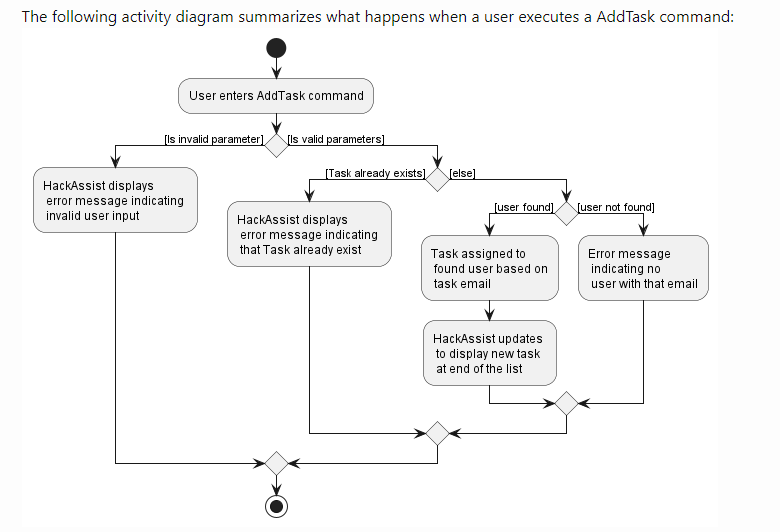 The following activity diagram summarizes what happens when a user executes a AddTask command:
User enters AddTask command
[Is invalid parameter]
[Is valid parameters]
HackAssist displays
error message indicating
invalid user input
[Task already exists]
[else]
HackAssist displays
error message indicating
that Task already exist
[user found]
[user not found]
Task assigned to
found user based on
task email
Error message
indicating no
user with that email
HackAssist updates
to display new task
at end of the list